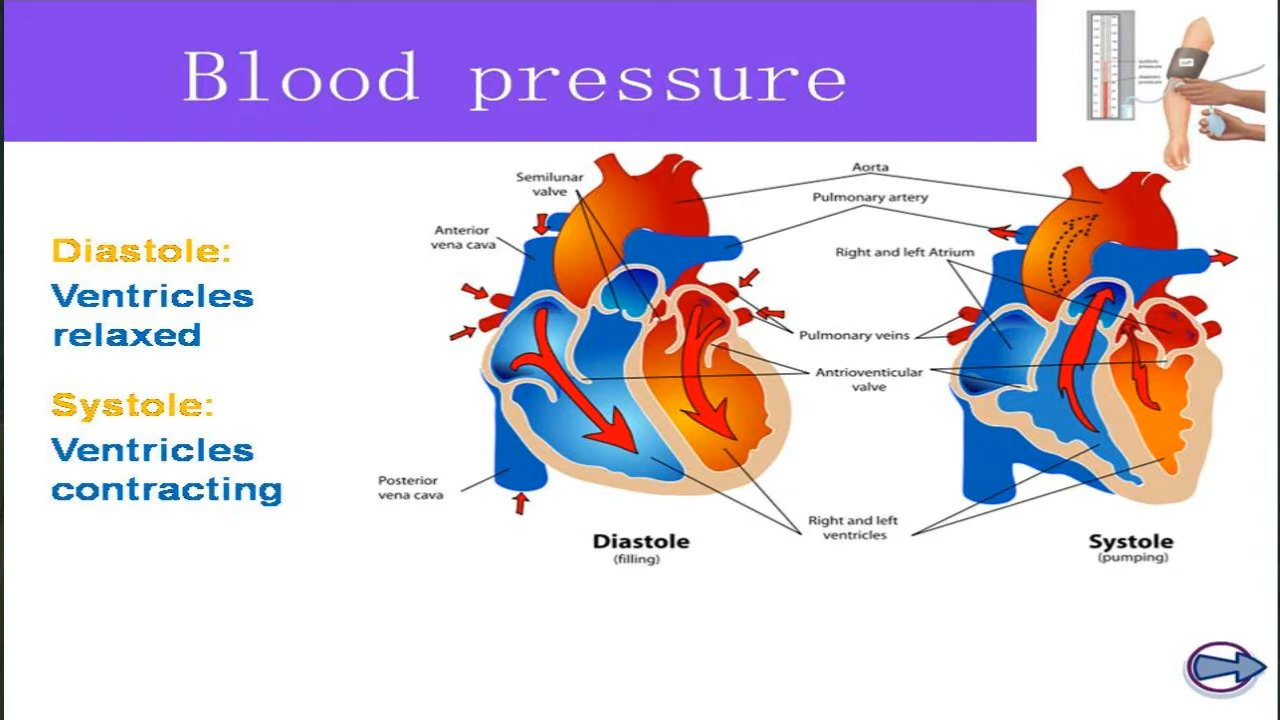 Blood pressure
Diastole:
Ventricles
relaxed
Systole:
Ventricles
contracting
Semilunar
valve
Anterior
vena cava
Posterior
vena cava
Aorta
Pulmonary artery
Right and left Atrium
Pulmonary veins
Antrioventicular
valve
Right and left
ventricles
Diastole
(filling)
Systole
(pumping)